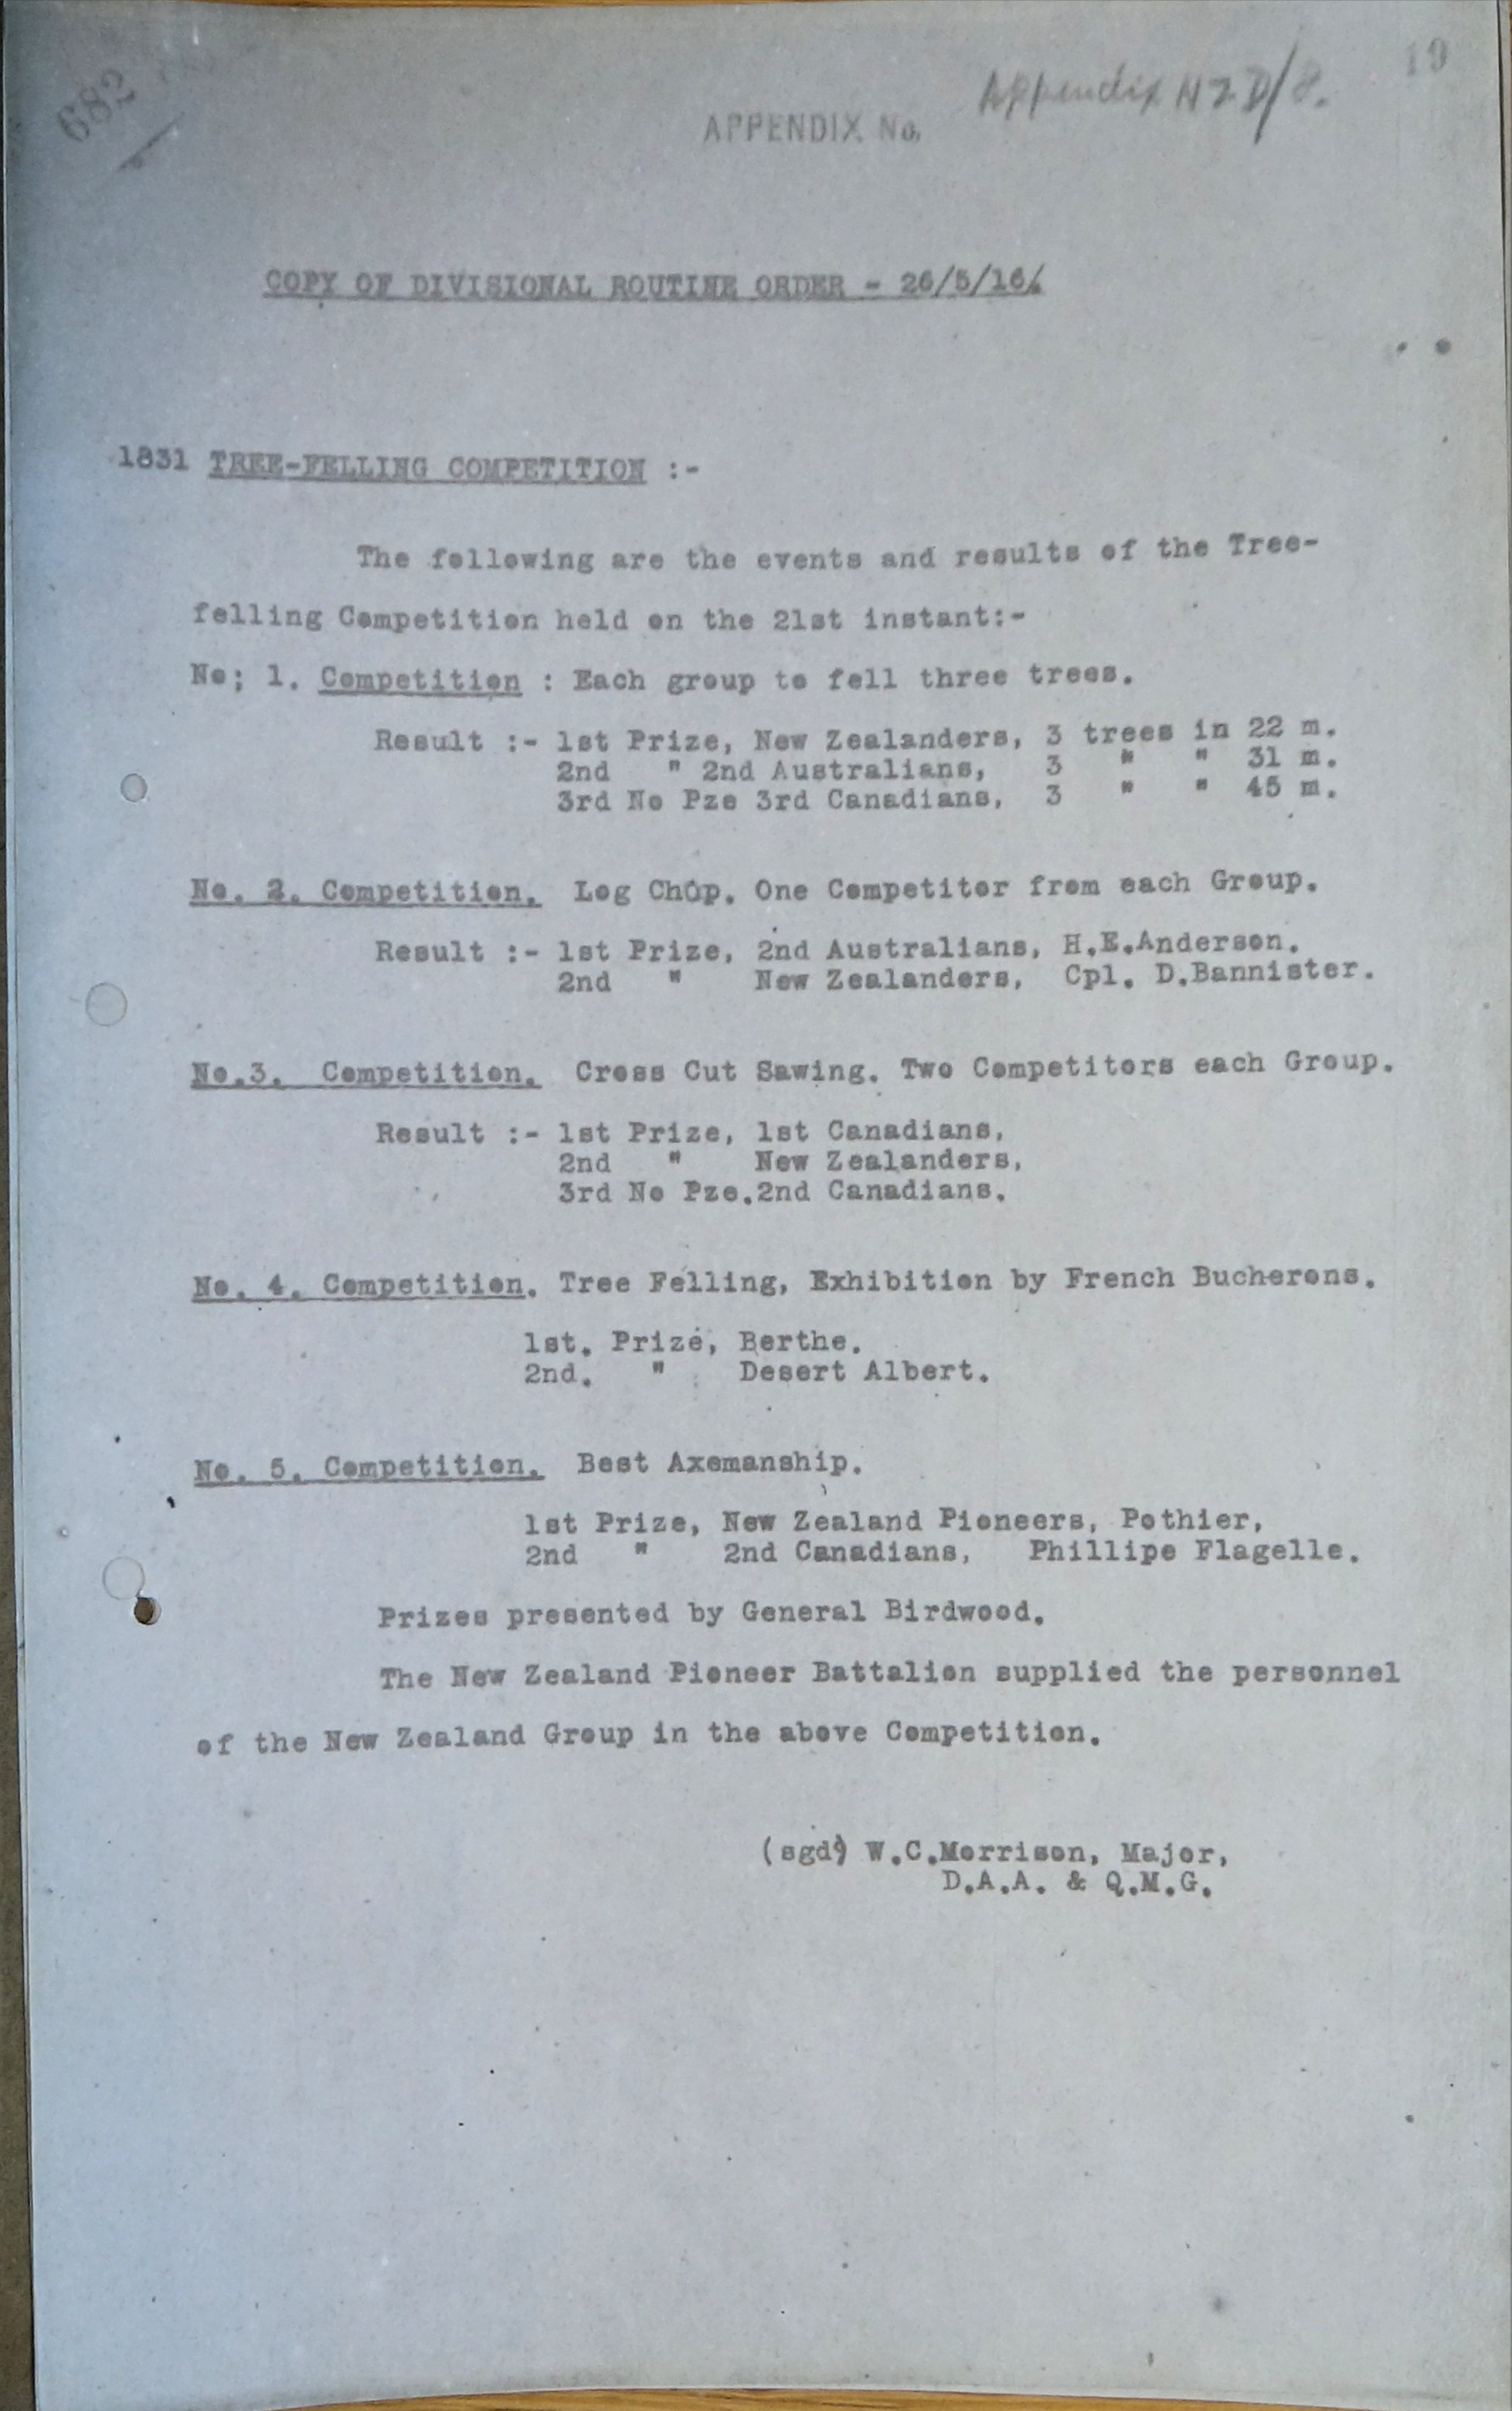 682
19
Appendix
APPENDIX No.
COPY OF DIVISIONAL ROUTINE ORDER - 26/5/16
1831 TREE-FELLING COMPETITION :-
The following are the events and results of the Tree-
felling Competition held on the 21st instant:-
No; 1. Competition : Each group to fell three trees.
Result :- 1st Prize, New Zealanders, 3 trees in 22 m.
2nd " 2nd Australians, 3 " " 31 m.
3rd No Pze 3rd Canadians, 3 " " 45 m.
No. 2. Competition. Log Chop. One Competitor from each Group.
Result :- 1st Prize, 2nd Australians, H.E.Anderson.
2nd " New Zealanders, Cpl. D.Bannister.
No.3. Competition. Cross Cut Sawing. Two Competitors each Group.
Result :- 1st Prize, 1st Canadians,
2nd " New Zealanders,
3rd No Pze.2nd Canadians.
No. 4. Competition. Tree Felling, Exhibition by French Bucherons.
1st. Prize, Berthe.
2nd. " Desert Albert.
No. 5. Competition. Best Axemanship.
1st Prize, New Zealand Pioneers, Pothier,
2nd " 2nd Canadians, Phillipe Flagelle.
Prizes presented by General Birdwood.
The New Zealand Pioneer Battalion supplied the personnel
of the New Zealand Group in the above Competition.
(sgd) W.C.Morrison, Major,
D.A.A. & Q.M.G.